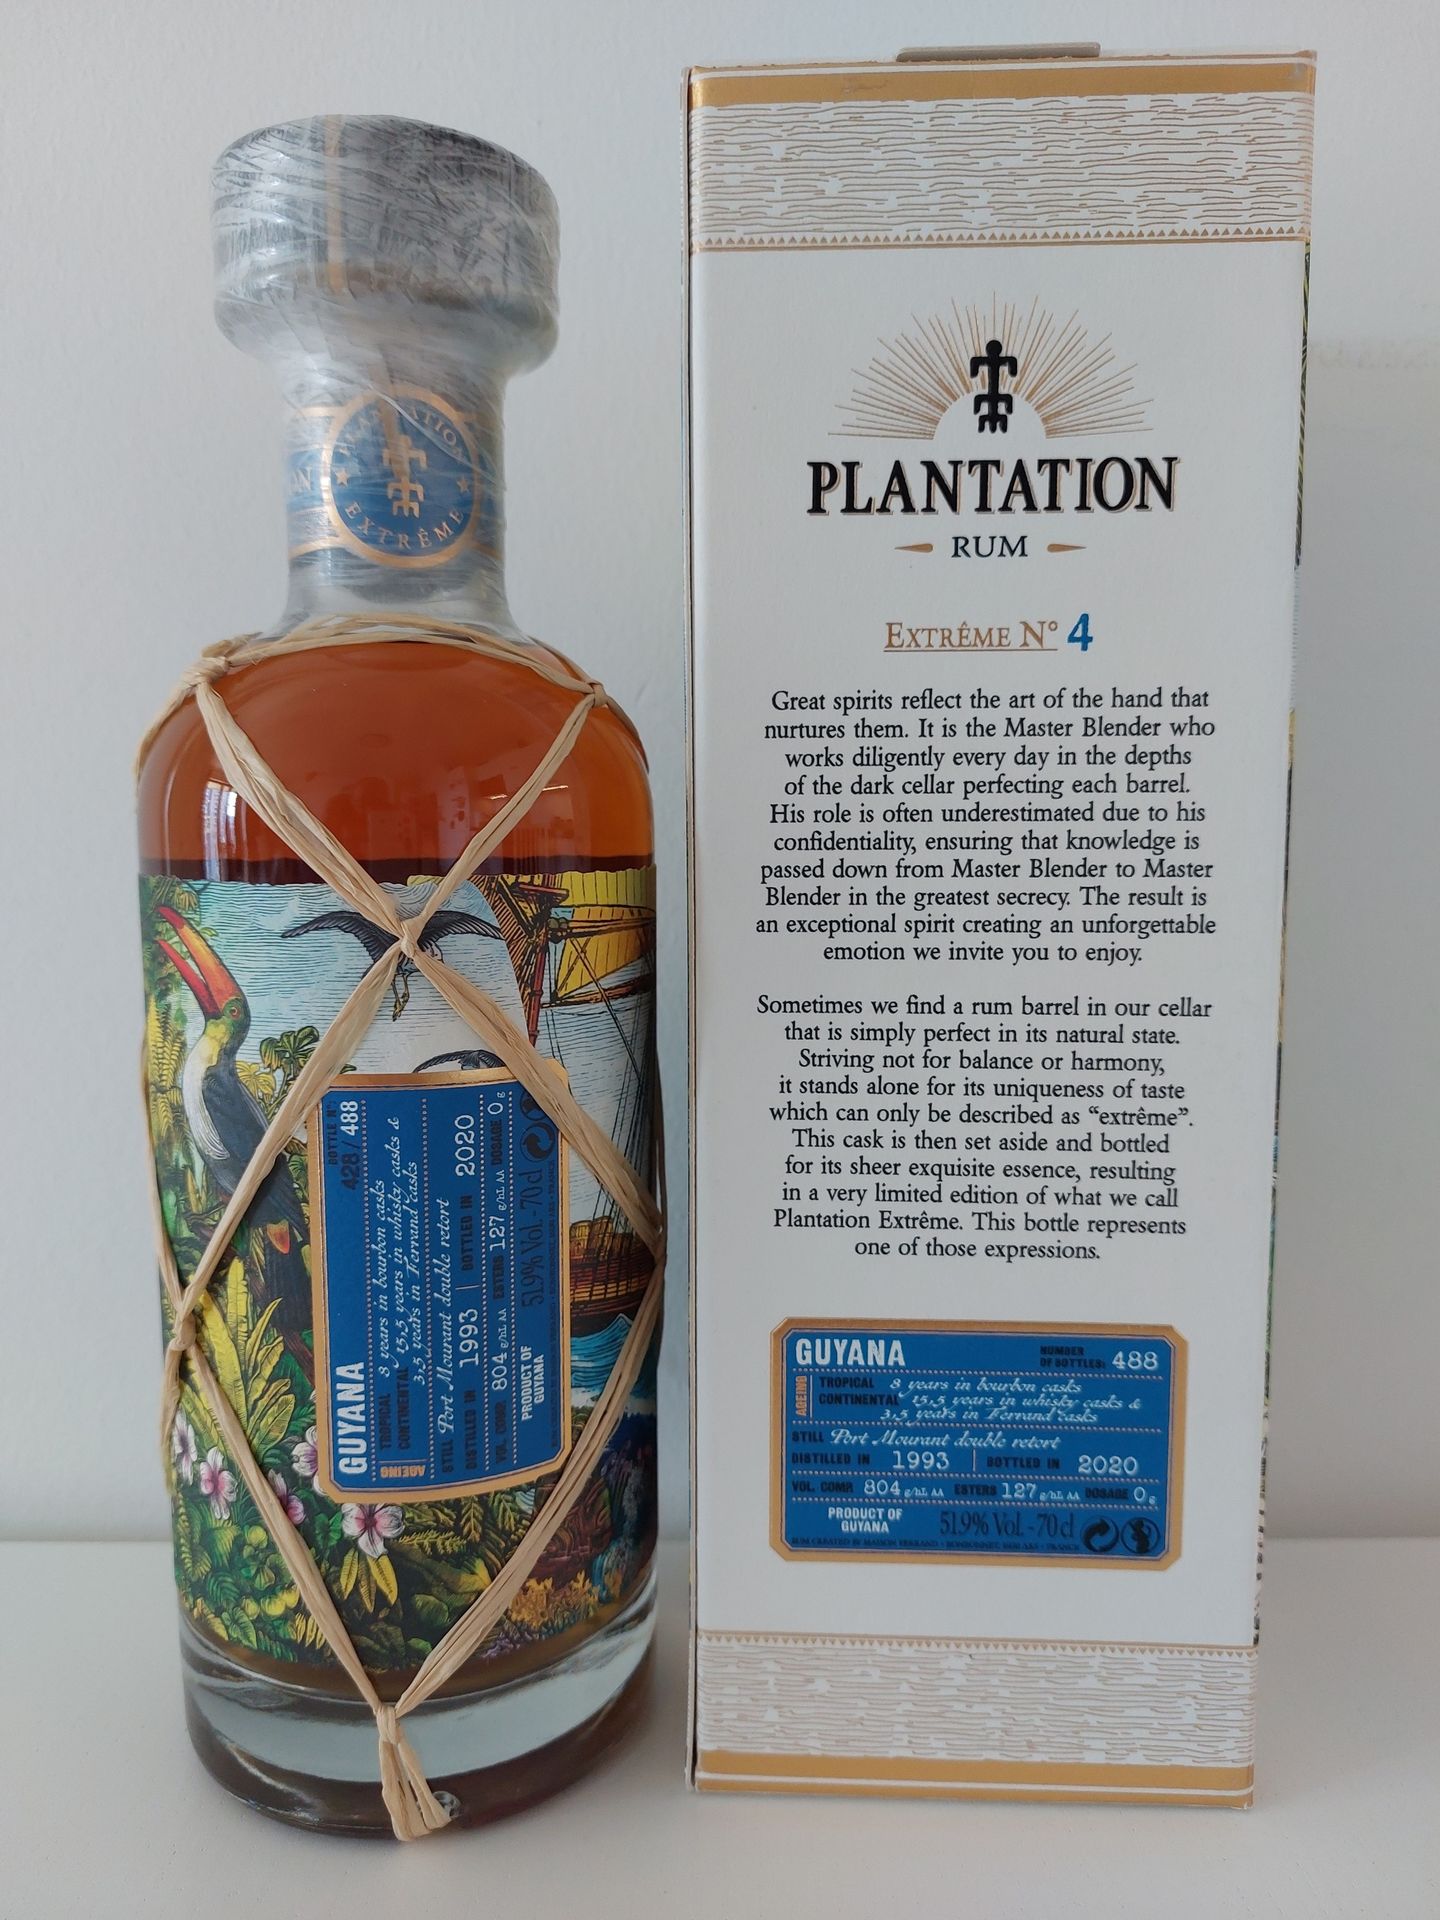 PLANTATION
EXTRÊME
BOTTLE N°:
GUYANA 428 / 488
AGEING
TROPICAL 8 years in bourbon casks
CONTINENTAL 15,5 years in whisky casks &
3,5 years in Ferrand casks
STILL Port Mourant double retort
DISTILLED IN 1993 | BOTTLED IN 2020
VOL. COMP. 804 g/hL AA ESTERS 127 g/hL AA DOSAGE 0 g
PRODUCT OF
GUYANA
51.9% Vol. - 70 cl
PLANTATION
RUM
EXTRÊME N° 4
Great spirits reflect the art of the hand that
nurtures them. It is the Master Blender who
works diligently every day in the depths
of the dark cellar perfecting each barrel.
His role is often underestimated due to his
confidentiality, ensuring that knowledge is
passed down from Master Blender to Master
Blender in the greatest secrecy. The result is
an exceptional spirit creating an unforgettable
emotion we invite you to enjoy.
Sometimes we find a rum barrel in our cellar
that is simply perfect in its natural state.
Striving not for balance or harmony,
it stands alone for its uniqueness of taste
which can only be described as “extrême”.
This cask is then set aside and bottled
for its sheer exquisite essence, resulting
in a very limited edition of what we call
Plantation Extrême. This bottle represents
one of those expressions.
GUYANA NUMBER
OF BOTTLES: 488
AGEING
TROPICAL 8 years in bourbon casks
CONTINENTAL 15,5 years in whisky casks &
3,5 years in Ferrand casks
STILL Port Mourant double retort
DISTILLED IN 1993 | BOTTLED IN 2020
VOL. COMP. 804 g/hL AA ESTERS 127 g/hL AA DOSAGE 0 g
PRODUCT OF
GUYANA
51.9% Vol. - 70 cl
RUM CREATED BY MAISON FERRAND - BONBONNET, 16130 ARS - FRANCE